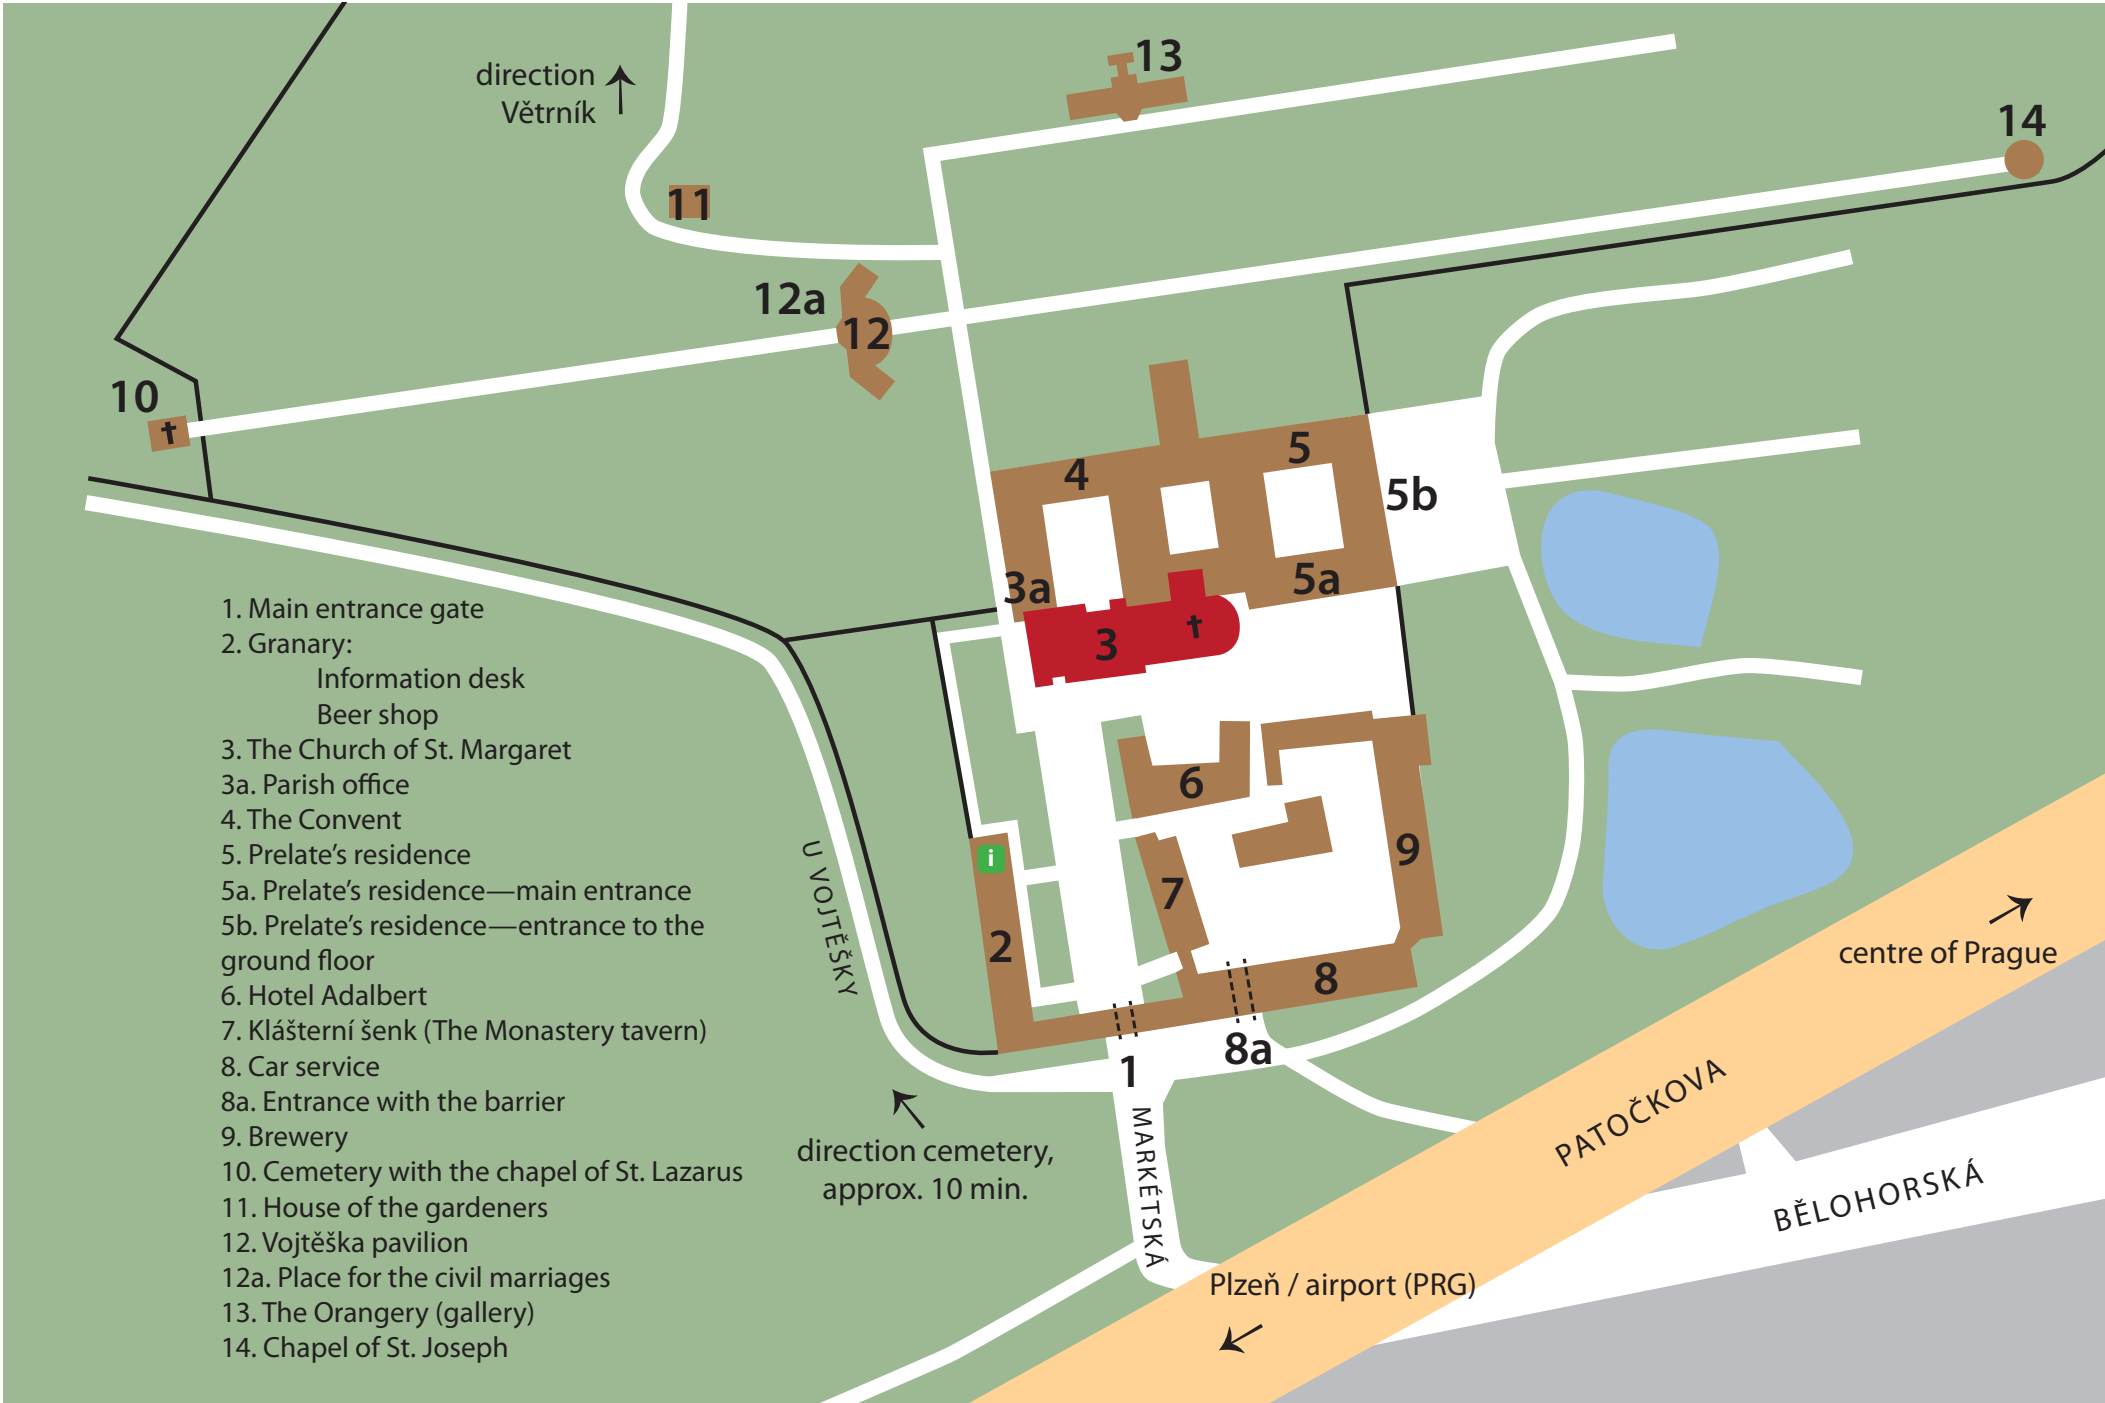 direction
Větrník
13
14
11
12a
12
10
✝
4
5
5b
3a
5a
3
✝
6
9
i
7
2
8
8a
1
1. Main entrance gate
2. Granary:
Information desk
Beer shop
3. The Church of St. Margaret
3a. Parish office
4. The Convent
5. Prelate’s residence
5a. Prelate’s residence—main entrance
5b. Prelate’s residence—entrance to the
ground floor
6. Hotel Adalbert
7. Klášterní šenk (The Monastery tavern)
8. Car service
8a. Entrance with the barrier
9. Brewery
10. Cemetery with the chapel of St. Lazarus
11. House of the gardeners
12. Vojtěška pavilion
12a. Place for the civil marriages
13. The Orangery (gallery)
14. Chapel of St. Joseph
U VOJTĚŠKY
direction cemetery,
approx. 10 min.
MARKÉTSKÁ
centre of Prague
PATOČKOVA
BĚLOHORSKÁ
Plzeň / airport (PRG)